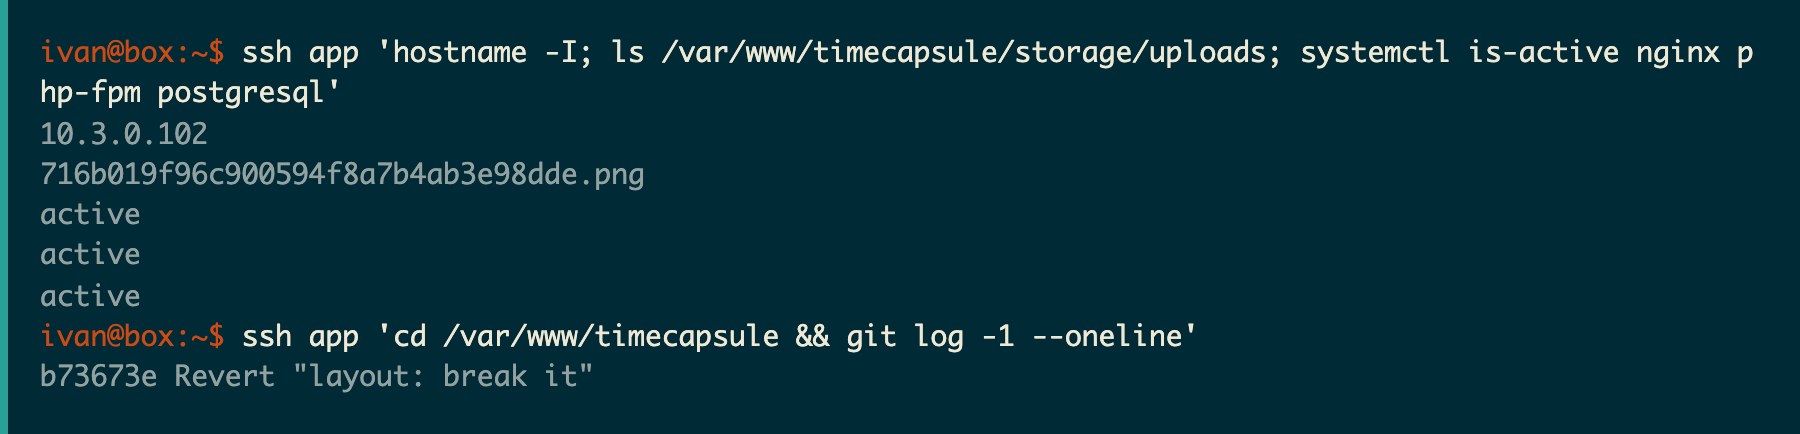 ivan@box:~$ ssh app 'hostname -I; ls /var/www/timecapsule/storage/uploads; systemctl is-active nginx p
hp-fpm postgresql'
10.3.0.102
716b019f96c900594f8a7b4ab3e98dde.png
active
active
active
ivan@box:~$ ssh app 'cd /var/www/timecapsule && git log -1 --oneline'
b73673e Revert "layout: break it"